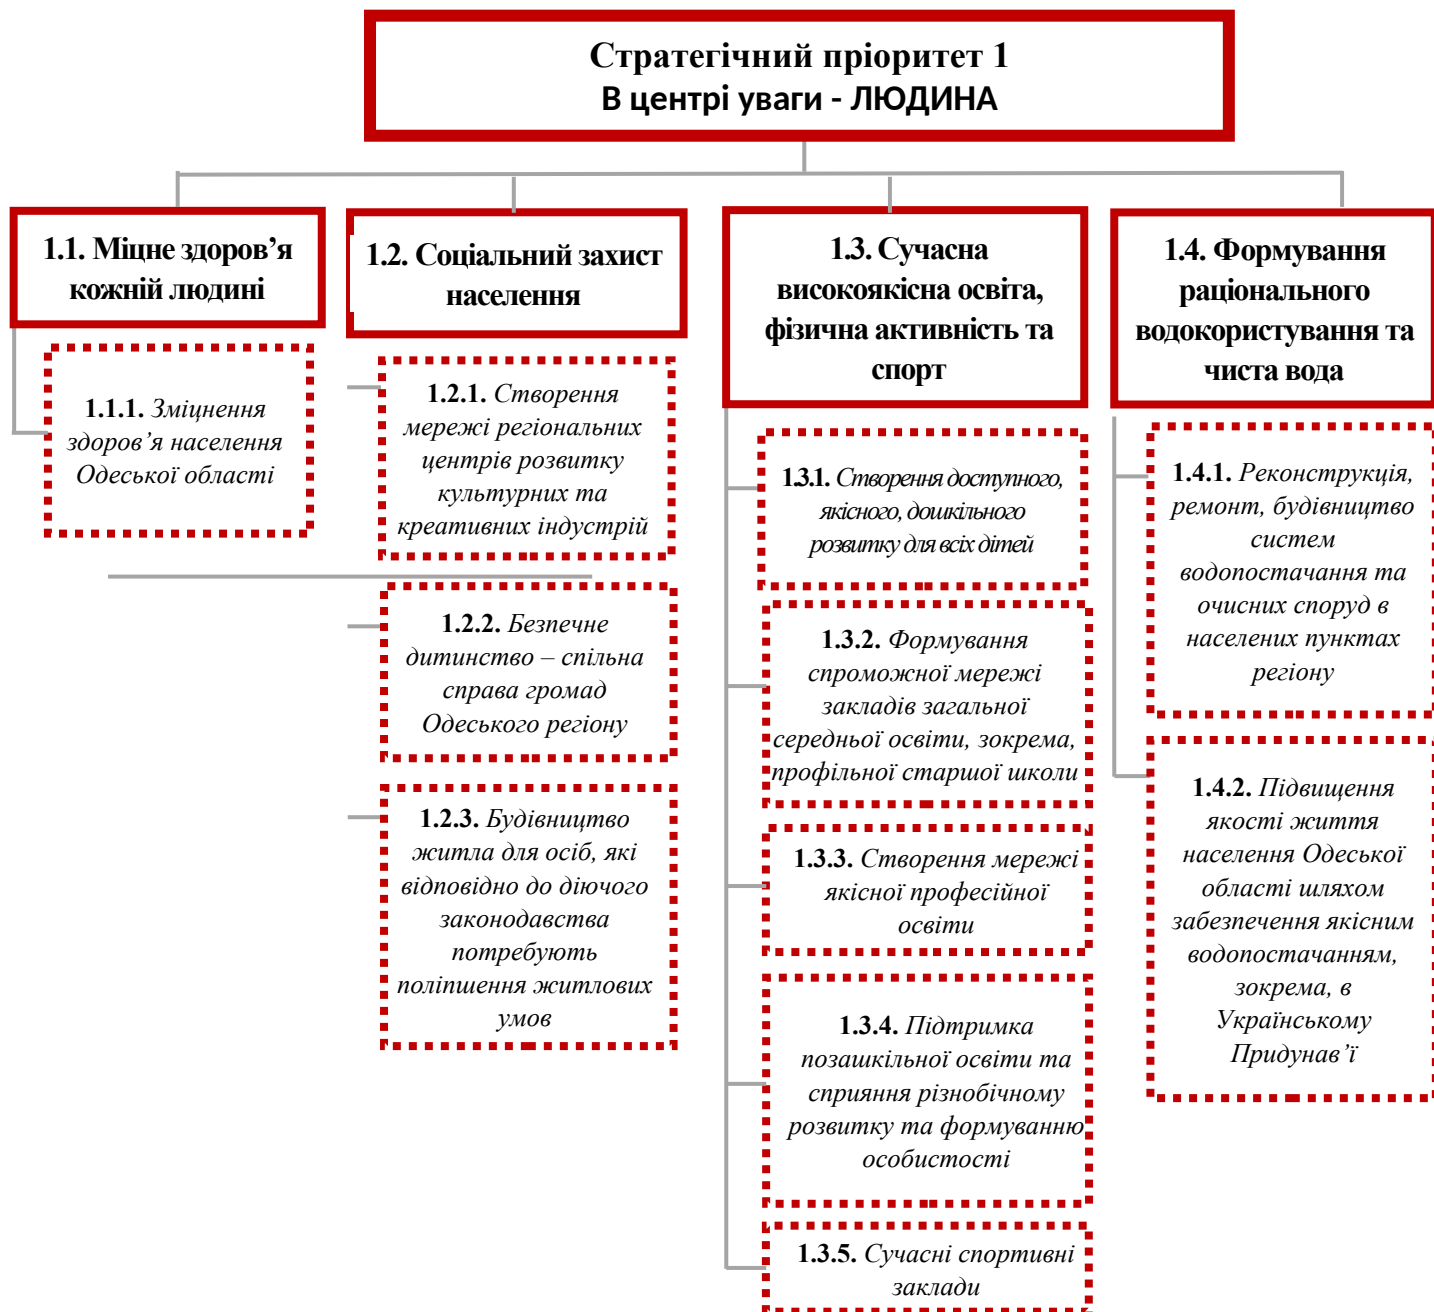 Стратегічний пріоритет 1
В центрі уваги - ЛЮДИНА
1.1. Міцне здоров’я
кожній людині
1.1.1. Зміцнення
здоров’я населення
Одеської області
1.2. Соціальний захист
населення
1.2.1. Створення
мережі регіональних
центрів розвитку
культурних та
креативних індустрій
1.2.2. Безпечне
дитинство – спільна
справа громад
Одеського регіону
1.2.3. Будівництво
житла для осіб, які
відповідно до діючого
законодавства
потребують
поліпшення житлових
умов
1.3. Сучасна
високоякісна освіта,
фізична активність та
спорт
1.3.1. Створення доступного,
якісного, дошкільного
розвитку для всіх дітей
1.3.2. Формування
спроможної мережі
закладів загальної
середньої освіти, зокрема,
профільної старшої школи
1.3.3. Створення мережі
якісної професійної
освіти
1.3.4. Підтримка
позашкільної освіти та
сприяння різнобічному
розвитку та формуванню
особистості
1.3.5. Сучасні спортивні
заклади
1.4. Формування
раціонального
водокористування та
чиста вода
1.4.1. Реконструкція,
ремонт, будівництво
систем
водопостачання та
очисних споруд в
населених пунктах
регіону
1.4.2. Підвищення
якості життя
населення Одеської
області шляхом
забезпечення якісним
водопостачанням,
зокрема, в
Українському
Придунав’ї